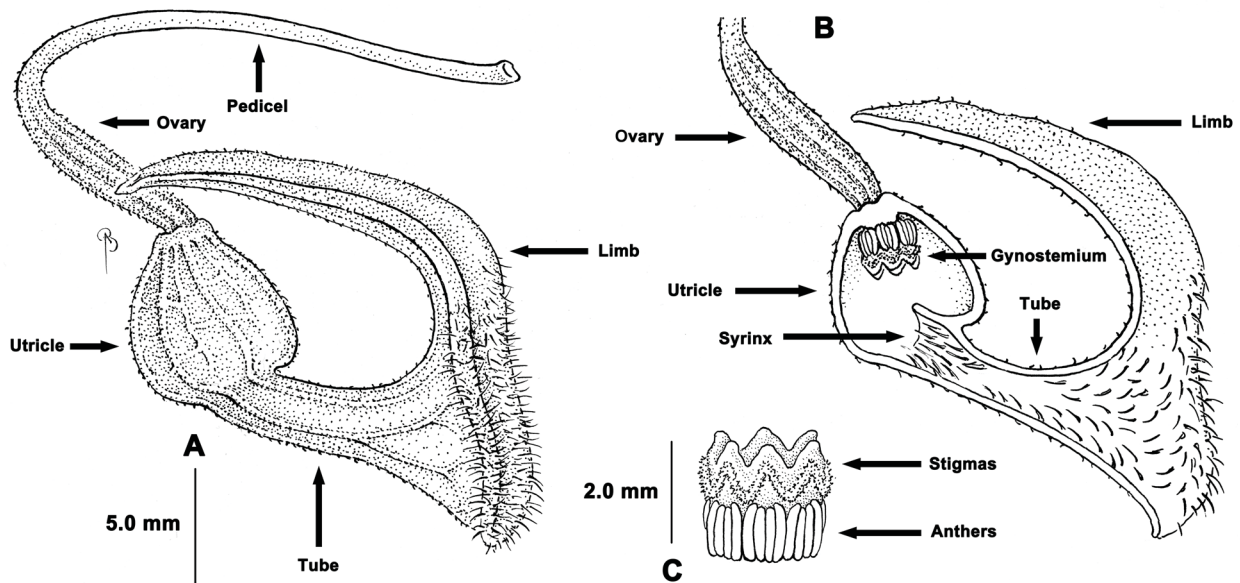 Pedicel
Ovary
Limb
Utricle
A
5.0 mm
Tube
B
Ovary
Limb
Gynostemium
Utricle
Tube
Syrinx
2.0 mm
Stigmas
Anthers
C